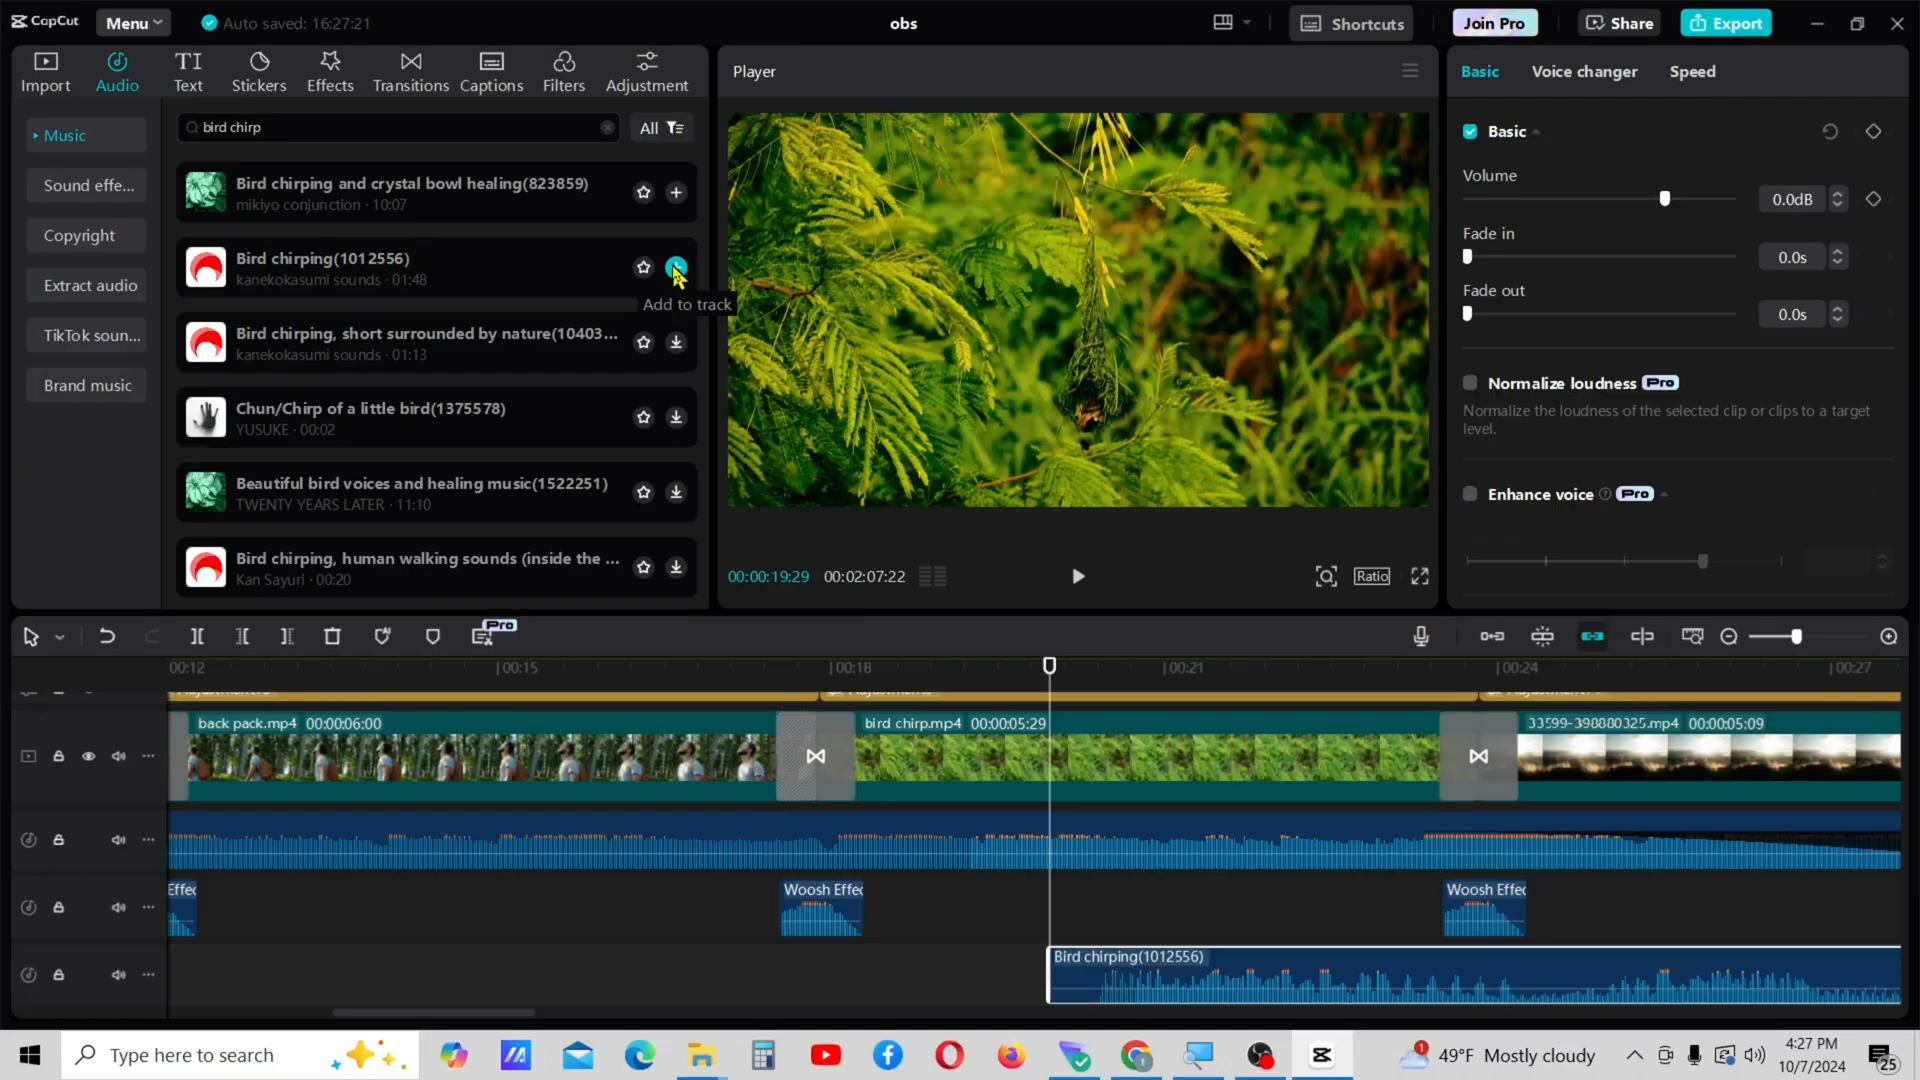 CapCut
Menu
Auto saved: 16:27:21
obs
Shortcuts
Join Pro
Share
Export
Import
Audio
Text
Stickers
Effects
Transitions
Captions
Filters
Adjustment
Music
Sound effe...
Copyright
Extract audio
TikTok soun...
Brand music
bird chirp
All
Bird chirping and crystal bowl healing(823859)
mikiyo conjunction · 10:07
Bird chirping(1012556)
kanekokasumi sounds · 01:48
Add to track
Bird chirping, short surrounded by nature(10403...
kanekokasumi sounds · 01:13
Chun/Chirp of a little bird(1375578)
YUSUKE · 00:02
Beautiful bird voices and healing music(1522251)
TWENTY YEARS LATER · 11:10
Bird chirping, human walking sounds (inside the ...
Kan Sayuri · 00:20
Player
00:00:19:29
00:02:07:22
Ratio
Basic
Voice changer
Speed
Basic
Volume
0.0dB
Fade in
0.0s
Fade out
0.0s
Normalize loudness Pro
Normalize the loudness of the selected clip or clips to a target
level.
Enhance voice Pro
Pro
00:12
00:15
00:18
00:21
00:24
00:27
back pack.mp4 00:00:06:00
bird chirp.mp4 00:00:05:29
33599-398880325.mp4 00:00:05:09
Effec
Woosh Effec
Woosh Effec
Bird chirping(1012556)
Type here to search
1
49°F Mostly cloudy
4:27 PM
10/7/2024
25